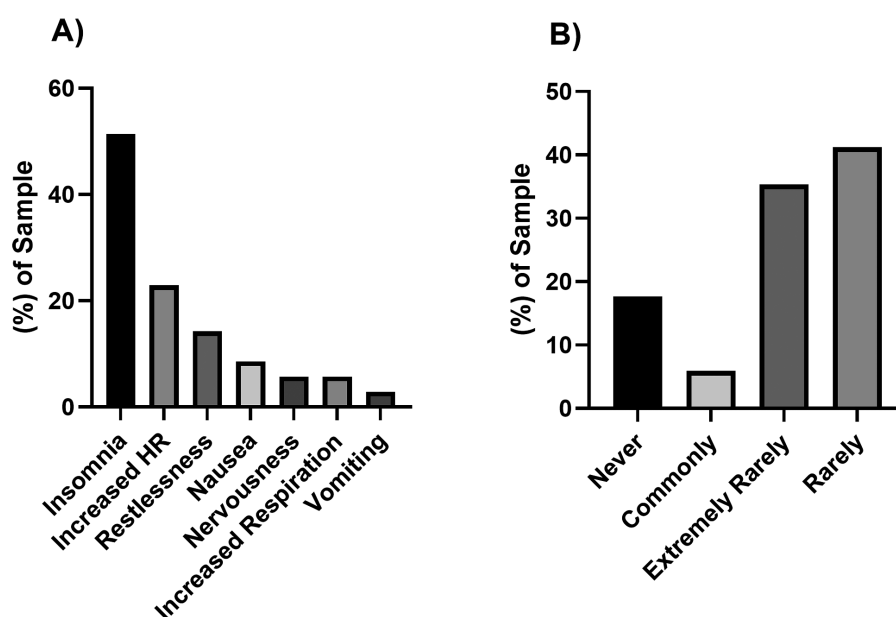 A)
(%) of Sample
60
40
20
0
Insomnia
Increased HR
Restlessness
Nausea
Nervousness
Increased Respiration
Vomiting
B)
(%) of Sample
50
40
30
20
10
0
Never
Commonly
Extremely Rarely
Rarely